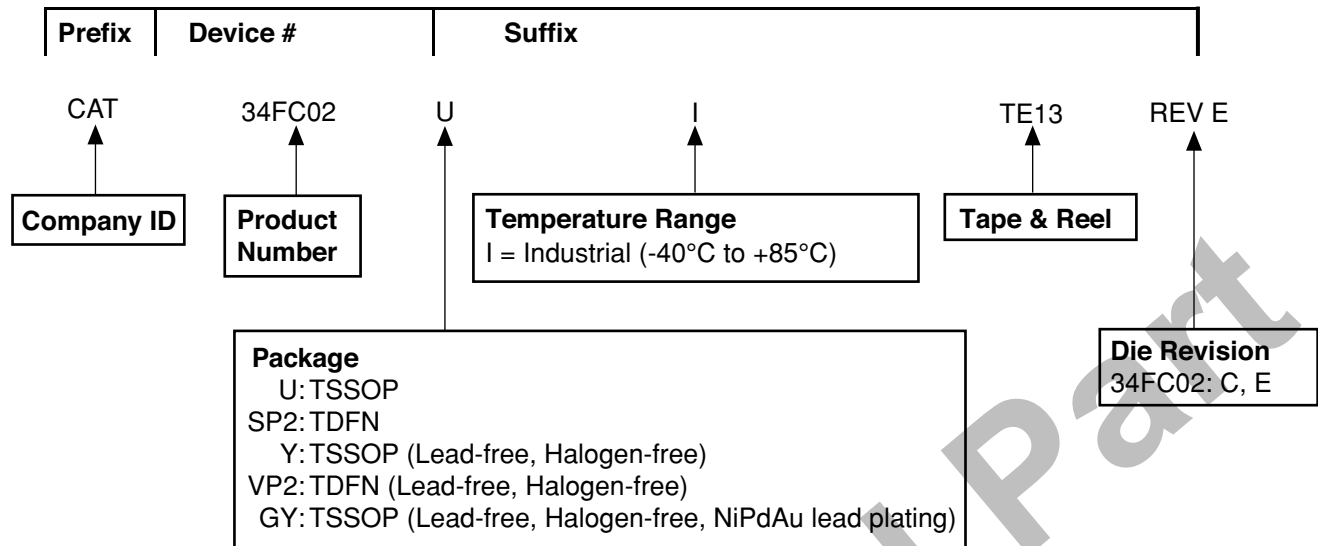 Prefix Device # Suffix
CAT 34FC02 U I TE13 REV E
Company ID
Product
Number
Temperature Range
I = Industrial (-40°C to +85°C)
Tape & Reel
Package
U: TSSOP
SP2: TDFN
Y: TSSOP (Lead-free, Halogen-free)
VP2: TDFN (Lead-free, Halogen-free)
GY: TSSOP (Lead-free, Halogen-free, NiPdAu lead plating)
Die Revision
34FC02: C, E
Part